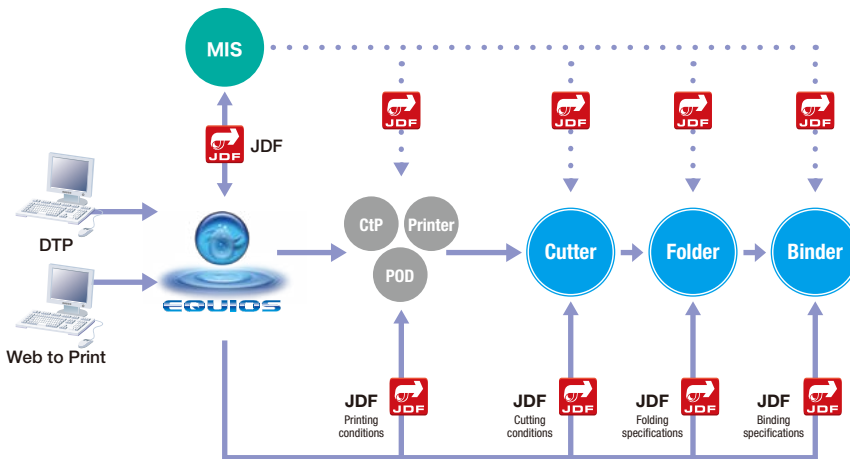 MIS
JDF
JDF
JDF
JDF
JDF
JDF
DTP
CtP
Printer
POD
Cutter
Folder
Binder
EQUIOS
Web to Print
JDF
Printing
conditions
JDF
JDF
Cutting
conditions
JDF
JDF
Folding
specifications
JDF
JDF
Binding
specifications
JDF